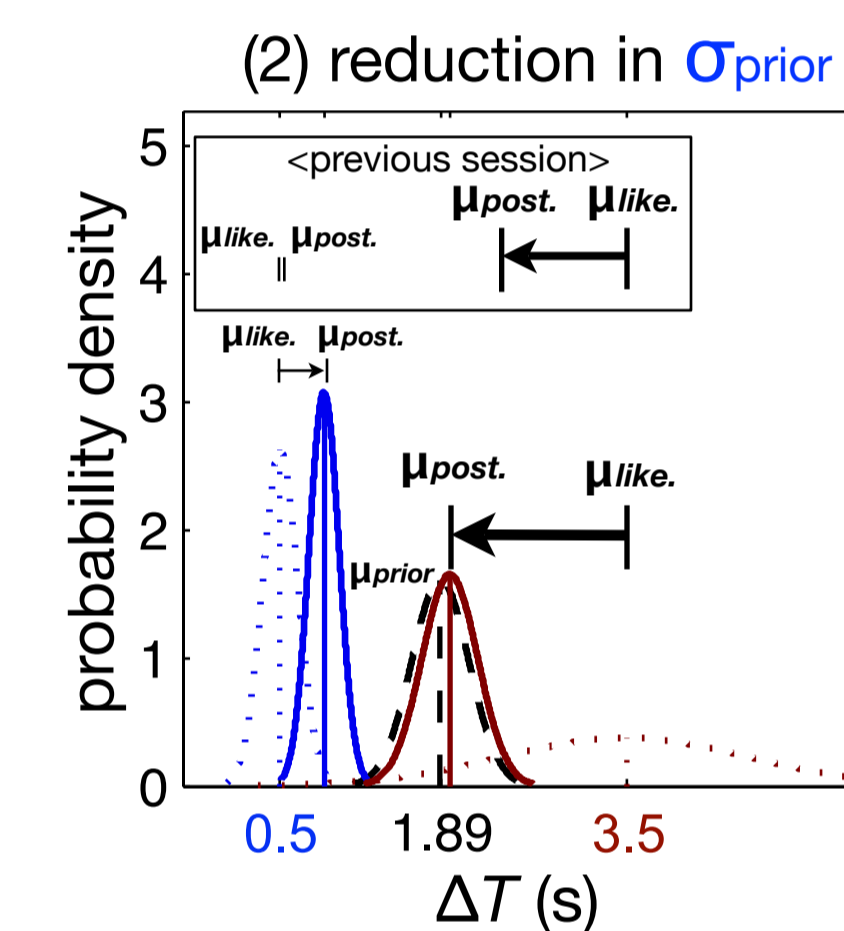 (2) reduction in σprior
5
<previous session>
μpost. μlike.
μlike. μpost.
4
μlike. μpost.
3
μpost. μlike.
2
μprior
1
0
0.5 1.89 3.5
ΔT (s)
probability density